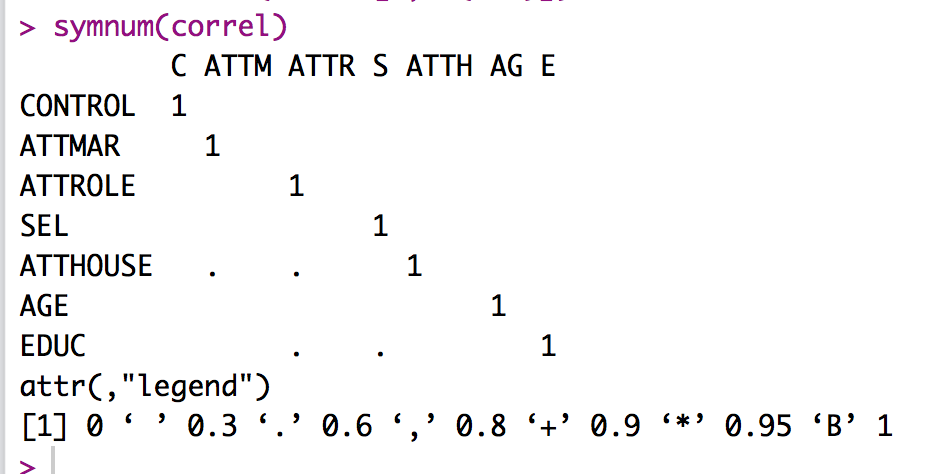 > symnum(correl)
         C ATTM ATTR S ATTH AG E
CONTROL  1
ATTMAR     1
ATTROLE         1
SEL                  1
ATTHOUSE   .    .      1
AGE                         1
EDUC            .    .         1
attr(,"legend")
[1] 0 ‘ ’ 0.3 ‘.’ 0.6 ‘,’ 0.8 ‘+’ 0.9 ‘*’ 0.95 ‘B’ 1
>